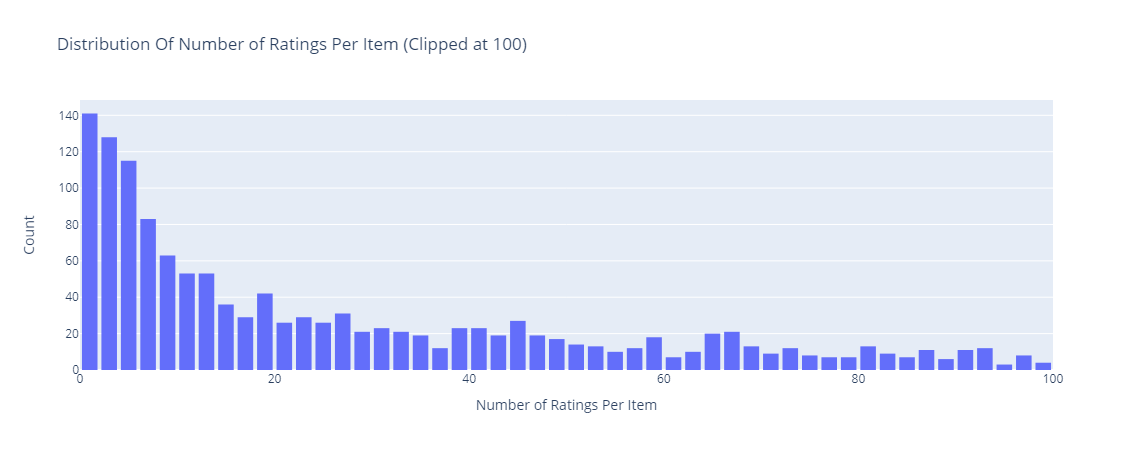 Distribution Of Number of Ratings Per Item (Clipped at 100)
140
120
100
80
60
40
20
0
Count
0 20 40 60 80 100
Number of Ratings Per Item